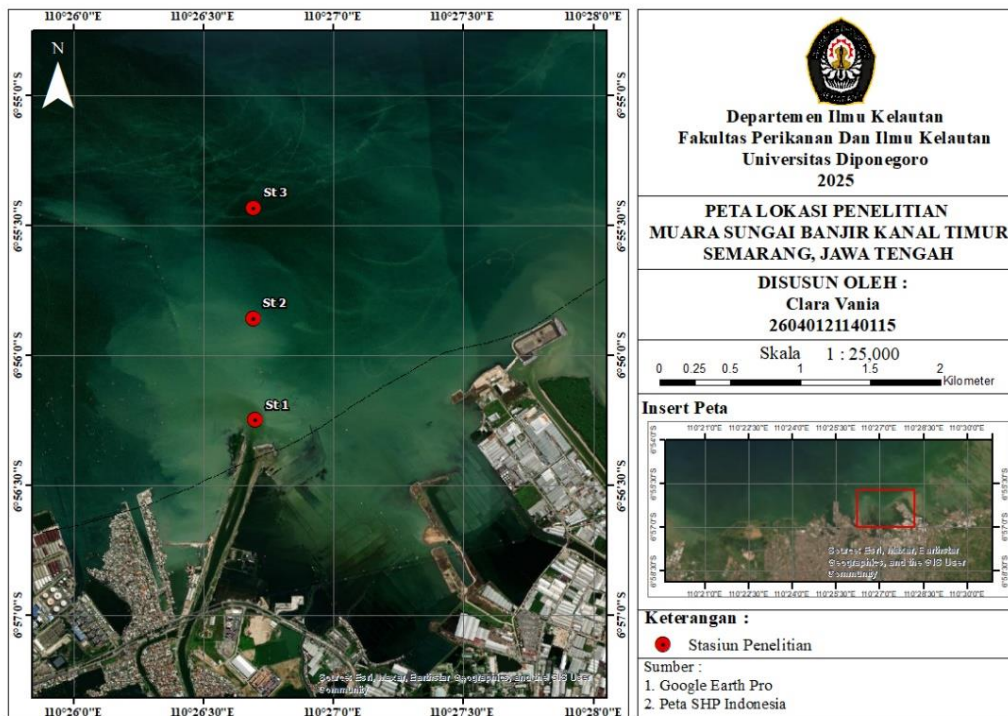 110°26'0"E 110°26'30"E 110°27'0"E 110°27'30"E 110°28'0"E
N
6°55'0"S
6°55'30"S
6°56'0"S
6°56'30"S
6°57'0"S
6°55'0"S
6°55'30"S
6°56'0"S
6°56'30"S
6°57'0"S
St 3
St 2
St 1
Source: Esri, Maxar, Earthstar Geographics, and the GIS User
Community
110°26'0"E 110°26'30"E 110°27'0"E 110°27'30"E 110°28'0"E
Departemen Ilmu Kelautan
Fakultas Perikanan Dan Ilmu Kelautan
Universitas Diponegoro
2025
PETA LOKASI PENELITIAN
MUARA SUNGAI BANJIR KANAL TIMUR
SEMARANG, JAWA TENGAH
DISUSUN OLEH :
Clara Vania
26040121140115
Skala 1 : 25,000
0 0.25 0.5 1 1.5 2
Kilometer
Insert Peta
Source: Esri, Maxar, Earthstar
Geographics, and the GIS User
Community
Keterangan :
Stasiun Penelitian
Sumber :
1. Google Earth Pro
2. Peta SHP Indonesia